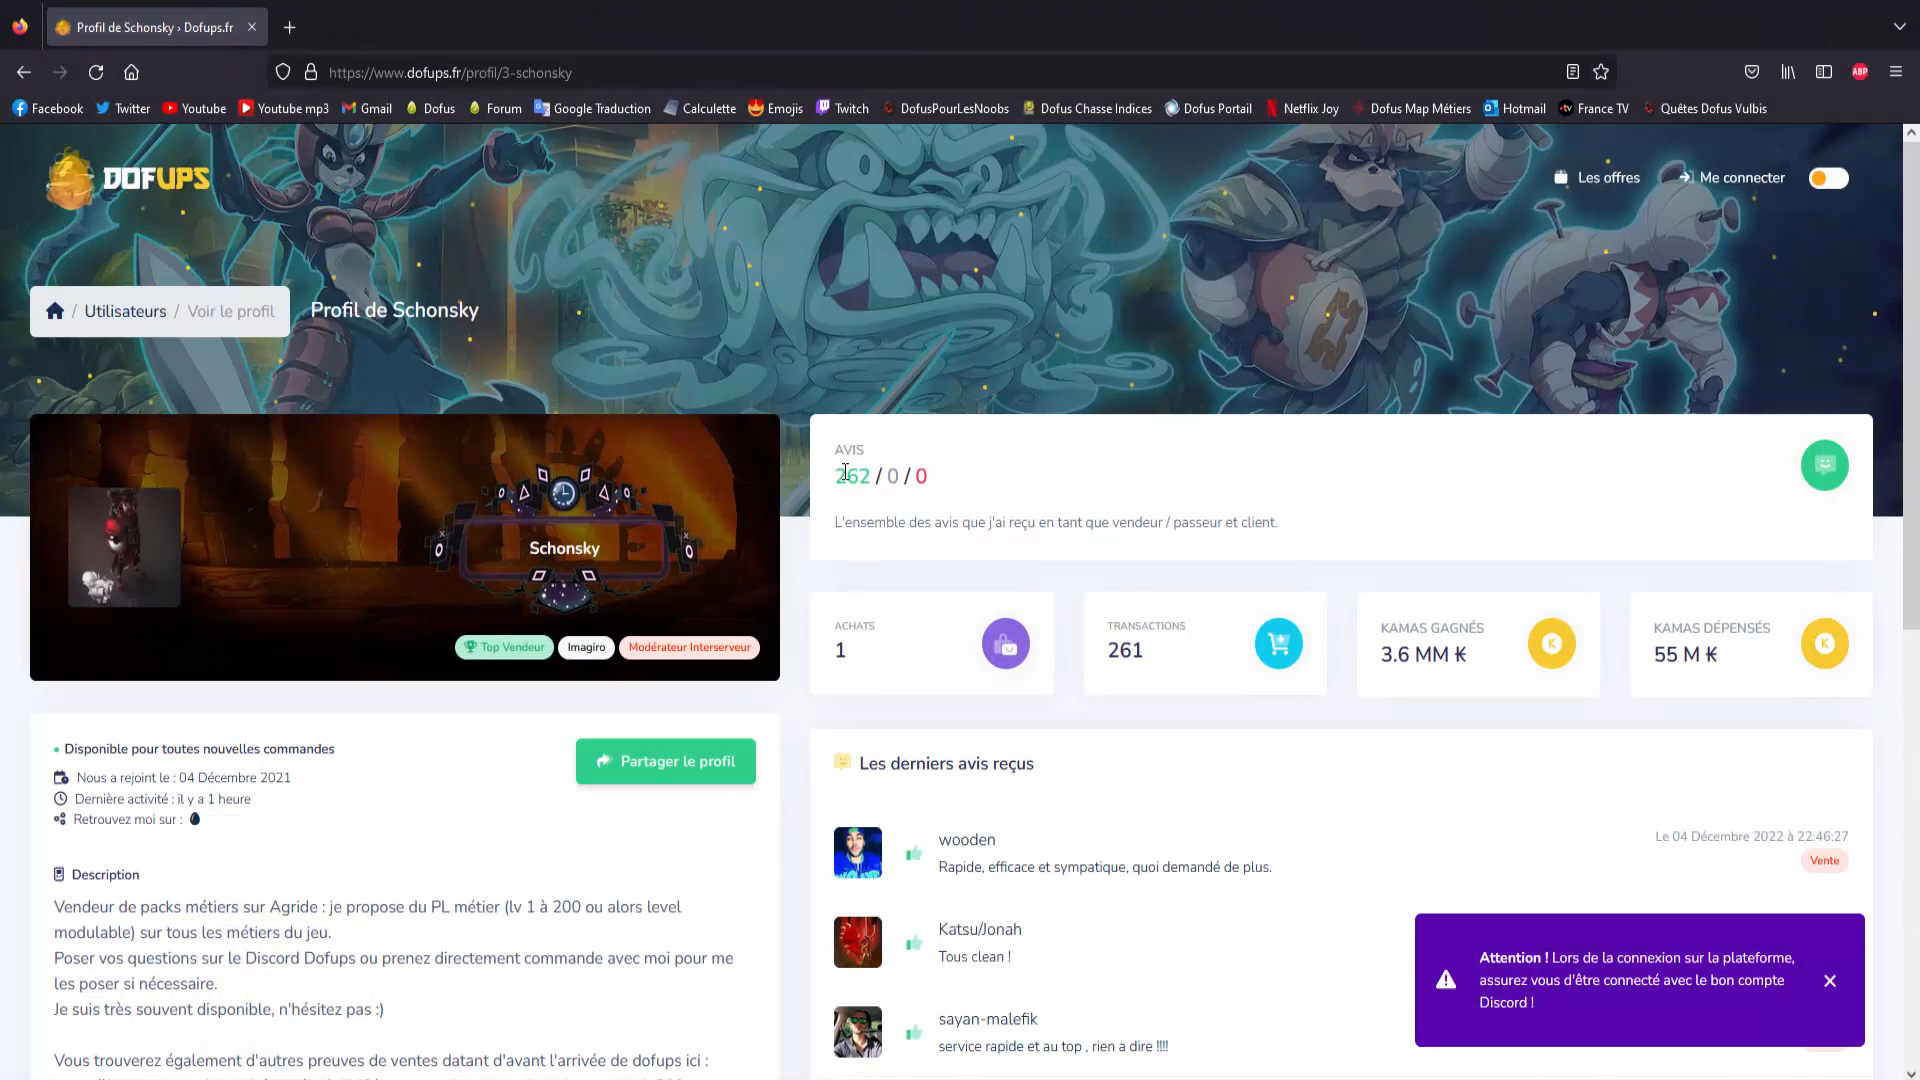 Profil de Schonsky › Dofups.fr
https://www.dofups.fr/profil/3-schonsky
ABP
Facebook Twitter Youtube Youtube mp3 Gmail Dofus Forum Google Traduction Calculette Emojis Twitch DofusPourLesNoobs Dofus Chasse Indices Dofus Portail Netflix Joy Dofus Map Métiers Hotmail France TV Quêtes Dofus Vulbis
DOFUPS
Les offres
Me connecter
/ Utilisateurs / Voir le profil
Profil de Schonsky
Schonsky
Top Vendeur
Imagiro
Modérateur Interserveur
AVIS
262 / 0 / 0
L'ensemble des avis que j'ai reçu en tant que vendeur / passeur et client.
ACHATS
1
TRANSACTIONS
261
KAMAS GAGNÉS
3.6 MM ₭
K
KAMAS DÉPENSÉS
55 M ₭
K
Disponible pour toutes nouvelles commandes
Nous a rejoint le : 04 Décembre 2021
Dernière activité : il y a 1 heure
Retrouvez moi sur :
Partager le profil
Description
Vendeur de packs métiers sur Agride : je propose du PL métier (lv 1 à 200 ou alors level
modulable) sur tous les métiers du jeu.
Poser vos questions sur le Discord Dofups ou prenez directement commande avec moi pour me
les poser si nécessaire.
Je suis très souvent disponible, n'hésitez pas :)
Vous trouverez également d'autres preuves de ventes datant d'avant l'arrivée de dofups ici :
Les derniers avis reçus
wooden
Le 04 Décembre 2022 à 22:46:27
Rapide, efficace et sympatique, quoi demandé de plus.
Vente
Katsu/Jonah
Tous clean !
sayan-malefik
service rapide et au top , rien a dire !!!!
Attention ! Lors de la connexion sur la plateforme,
assurez vous d'être connecté avec le bon compte
Discord !